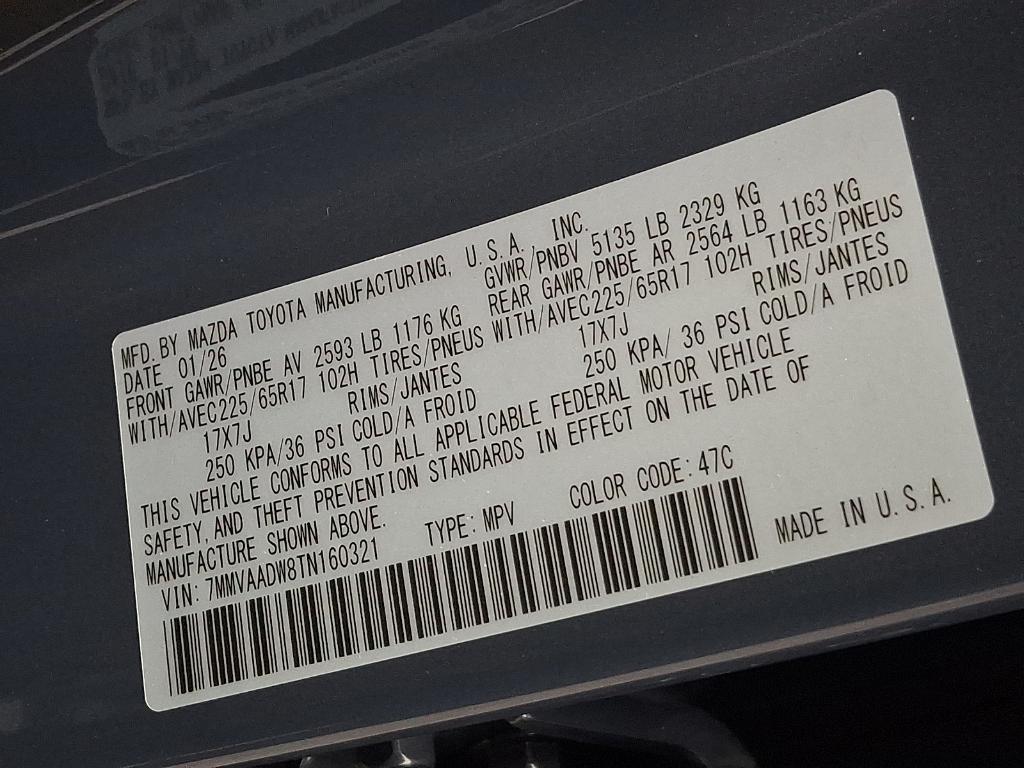 MFD. BY MAZDA TOYOTA MANUFACTURING, U.S.A. INC.
DATE 01/26 GVWR/PNBV 5135 LB 2329 KG
FRONT GAWR/PNBE AV 2593 LB 1176 KG REAR GAWR/PNBE AR 2564 LB 1163 KG
WITH/AVEC225/65R17 102H TIRES/PNEUS WITH/AVEC225/65R17 102H TIRES/PNEUS
17X7J RIMS/JANTES 17X7J RIMS/JANTES
250 KPA/36 PSI COLD/A FROID 250 KPA/ 36 PSI COLD/A FROID
THIS VEHICLE CONFORMS TO ALL APPLICABLE FEDERAL MOTOR VEHICLE
SAFETY, AND THEFT PREVENTION STANDARDS IN EFFECT ON THE DATE OF
MANUFACTURE SHOWN ABOVE.
VIN: 7MMVAADW8TN160321 TYPE: MPV COLOR CODE: 47C
MADE IN U.S.A.